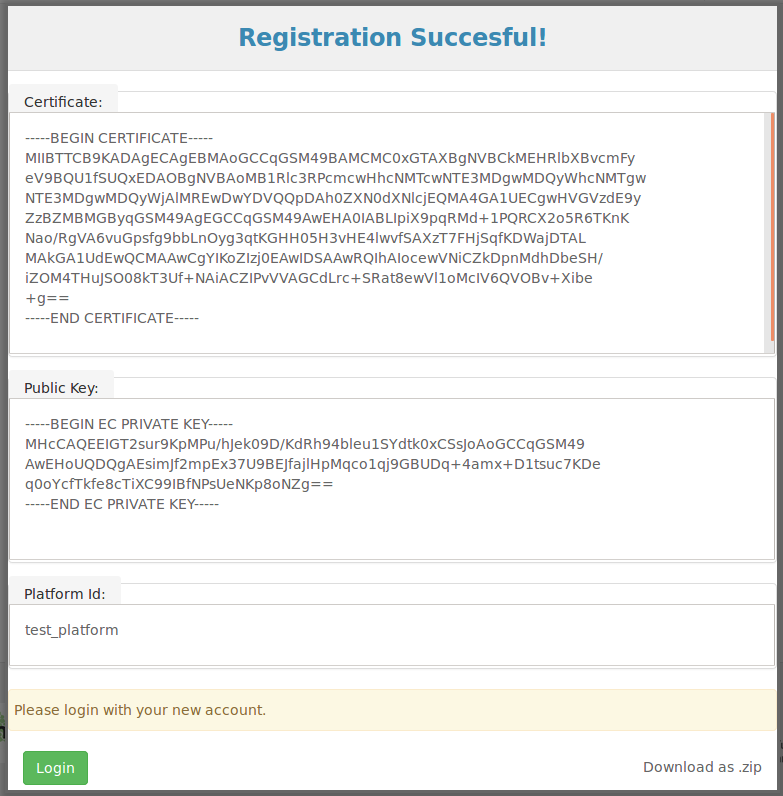 Registration Succesful!
Certificate:
-----BEGIN CERTIFICATE-----
MIIBTTCB9KADAgECAgEBMAoGCCqGSM49BAMCMC0xGTAXBgNVBCkMEHRlbXBvcmFy
eV9BQU1fSUQxEDAOBgNVBAoMB1Rlc3RPcmcwHhcNMTcwNTE3MDgwMDQyWhcNMTgw
NTE3MDgwMDQyWjAlMREwDwYDVQQpDAh0ZXN0dXNlcjEQMA4GA1UECgwHVGVzdE9y
ZzBZMBMGByqGSM49AgEGCCqGSM49AwEHA0IABLIpiX9pqRMd+1PQRCX2o5R6TKnK
Nao/RgVA6vuGpsfg9bbLnOyg3qtKGHH05H3vHE4lwvfSAXzT7FHjSqfKDWajDTAL
MAkGA1UdEwQCMAAwCgYIKoZIzj0EAwIDSAAwRQIhAIocewVNiCZkDpnMdhDbeSH/
iZOM4THuJSO08kT3Uf+NAiACZIPvVVAGCdLrc+SRat8ewVl1oMcIV6QVOBv+Xibe
+g==
-----END CERTIFICATE-----
Public Key:
-----BEGIN EC PRIVATE KEY-----
MHcCAQEEIGT2sur9KpMPu/hJek09D/KdRh94bleu1SYdtk0xCSsJoAoGCCqGSM49
AwEHoUQDQgAEsimJf2mpEx37U9BEJfajlHpMqco1qj9GBUDq+4amx+D1tsuc7KDe
q0oYcfTkfe8cTiXC99IBfNPsUeNKp8oNZg==
-----END EC PRIVATE KEY-----
Platform Id:
test_platform
Please login with your new account.
Login
Download as .zip